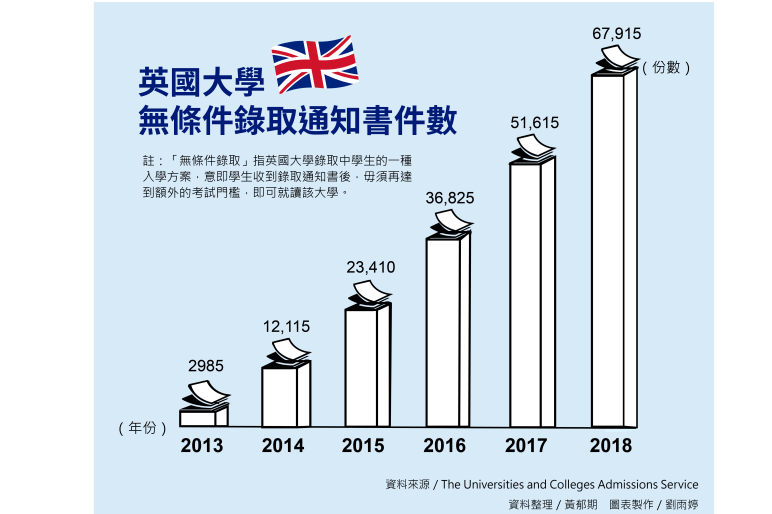 英國大學
無條件錄取通知書件數
註：「無條件錄取」指英國大學錄取中學生的一種
入學方案，意即學生收到錄取通知書後，毋須再達
到額外的考試門檻，即可就讀該大學。
67,915
（份數）
51,615
36,825
23,410
12,115
2985
（年份）
2013 2014 2015 2016 2017 2018
資料來源 / The Universities and Colleges Admissions Service
資料整理 / 黃郁期　圖表製作 / 劉雨婷